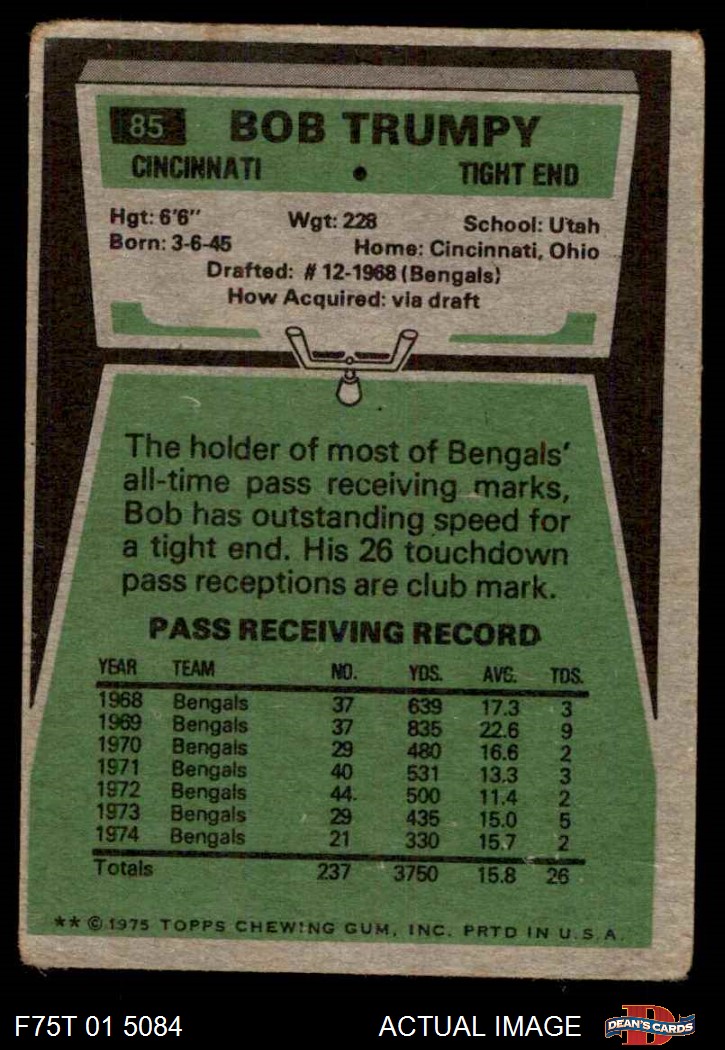 85 BOB TRUMPY
CINCINNATI • TIGHT END
Hgt: 6'6" Wgt: 228 School: Utah
Born: 3-6-45 Home: Cincinnati, Ohio
Drafted: # 12-1968 (Bengals)
How Acquired: via draft
The holder of most of Bengals'
all-time pass receiving marks,
Bob has outstanding speed for
a tight end. His 26 touchdown
pass receptions are club mark.
PASS RECEIVING RECORD
YEAR TEAM NO. YDS. AVG. TDS.
1968 Bengals 37 639 17.3 3
1969 Bengals 37 835 22.6 9
1970 Bengals 29 480 16.6 2
1971 Bengals 40 531 13.3 3
1972 Bengals 44 500 11.4 2
1973 Bengals 29 435 15.0 5
1974 Bengals 21 330 15.7 2
Totals 237 3750 15.8 26
** © 1975 TOPPS CHEWING GUM, INC. PRTD IN U.S.A.
F75T 01 5084 ACTUAL IMAGE DEAN'S CARDS